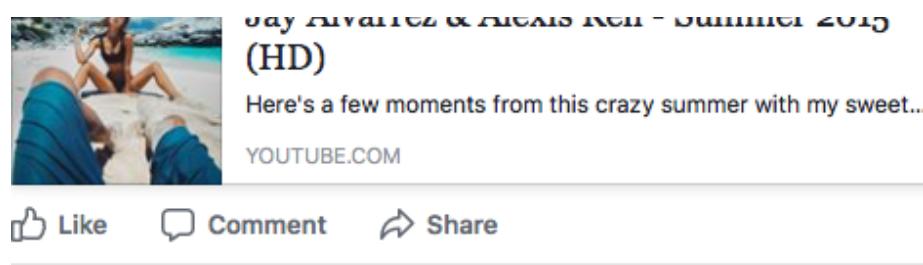 Jay Alvarrez & Alexis Ren - Summer 2015
(HD)
Here's a few moments from this crazy summer with my sweet...
YOUTUBE.COM
Like Comment Share